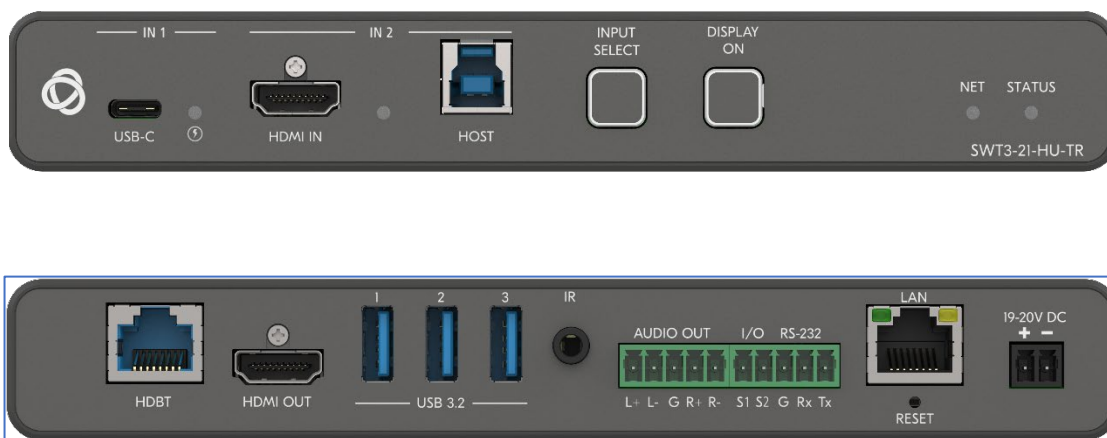 IN 1
IN 2
INPUT SELECT
DISPLAY ON
USB-C
HDMI IN
HOST
NET STATUS
SWT3-21-HU-TR
1 2 3 IR
LAN
AUDIO OUT I/O RS-232
19-20V DC
+ −
HDBT
HDMI OUT
USB 3.2
L+ L- G R+ R- S1 S2 G Rx Tx
RESET